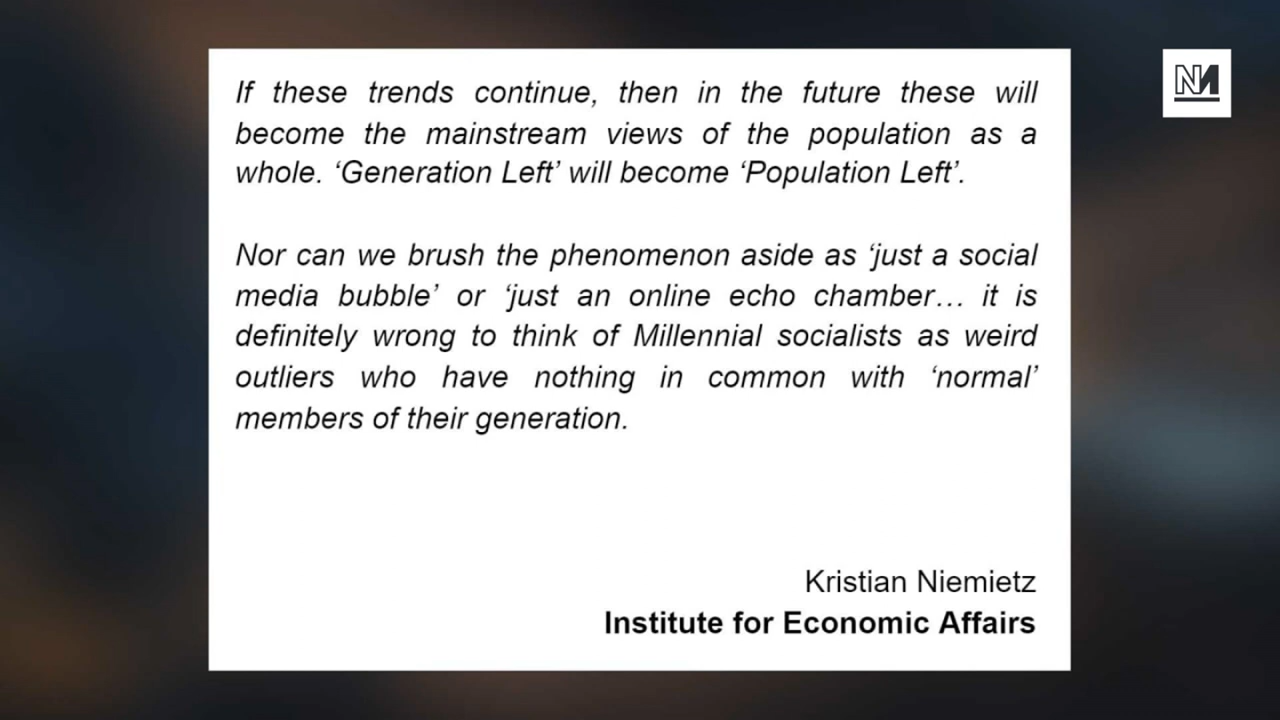 NM
If these trends continue, then in the future these will
become the mainstream views of the population as a
whole. ‘Generation Left’ will become ‘Population Left’.
Nor can we brush the phenomenon aside as ‘just a social
media bubble’ or ‘just an online echo chamber… it is
definitely wrong to think of Millennial socialists as weird
outliers who have nothing in common with ‘normal’
members of their generation.
Kristian Niemietz
Institute for Economic Affairs